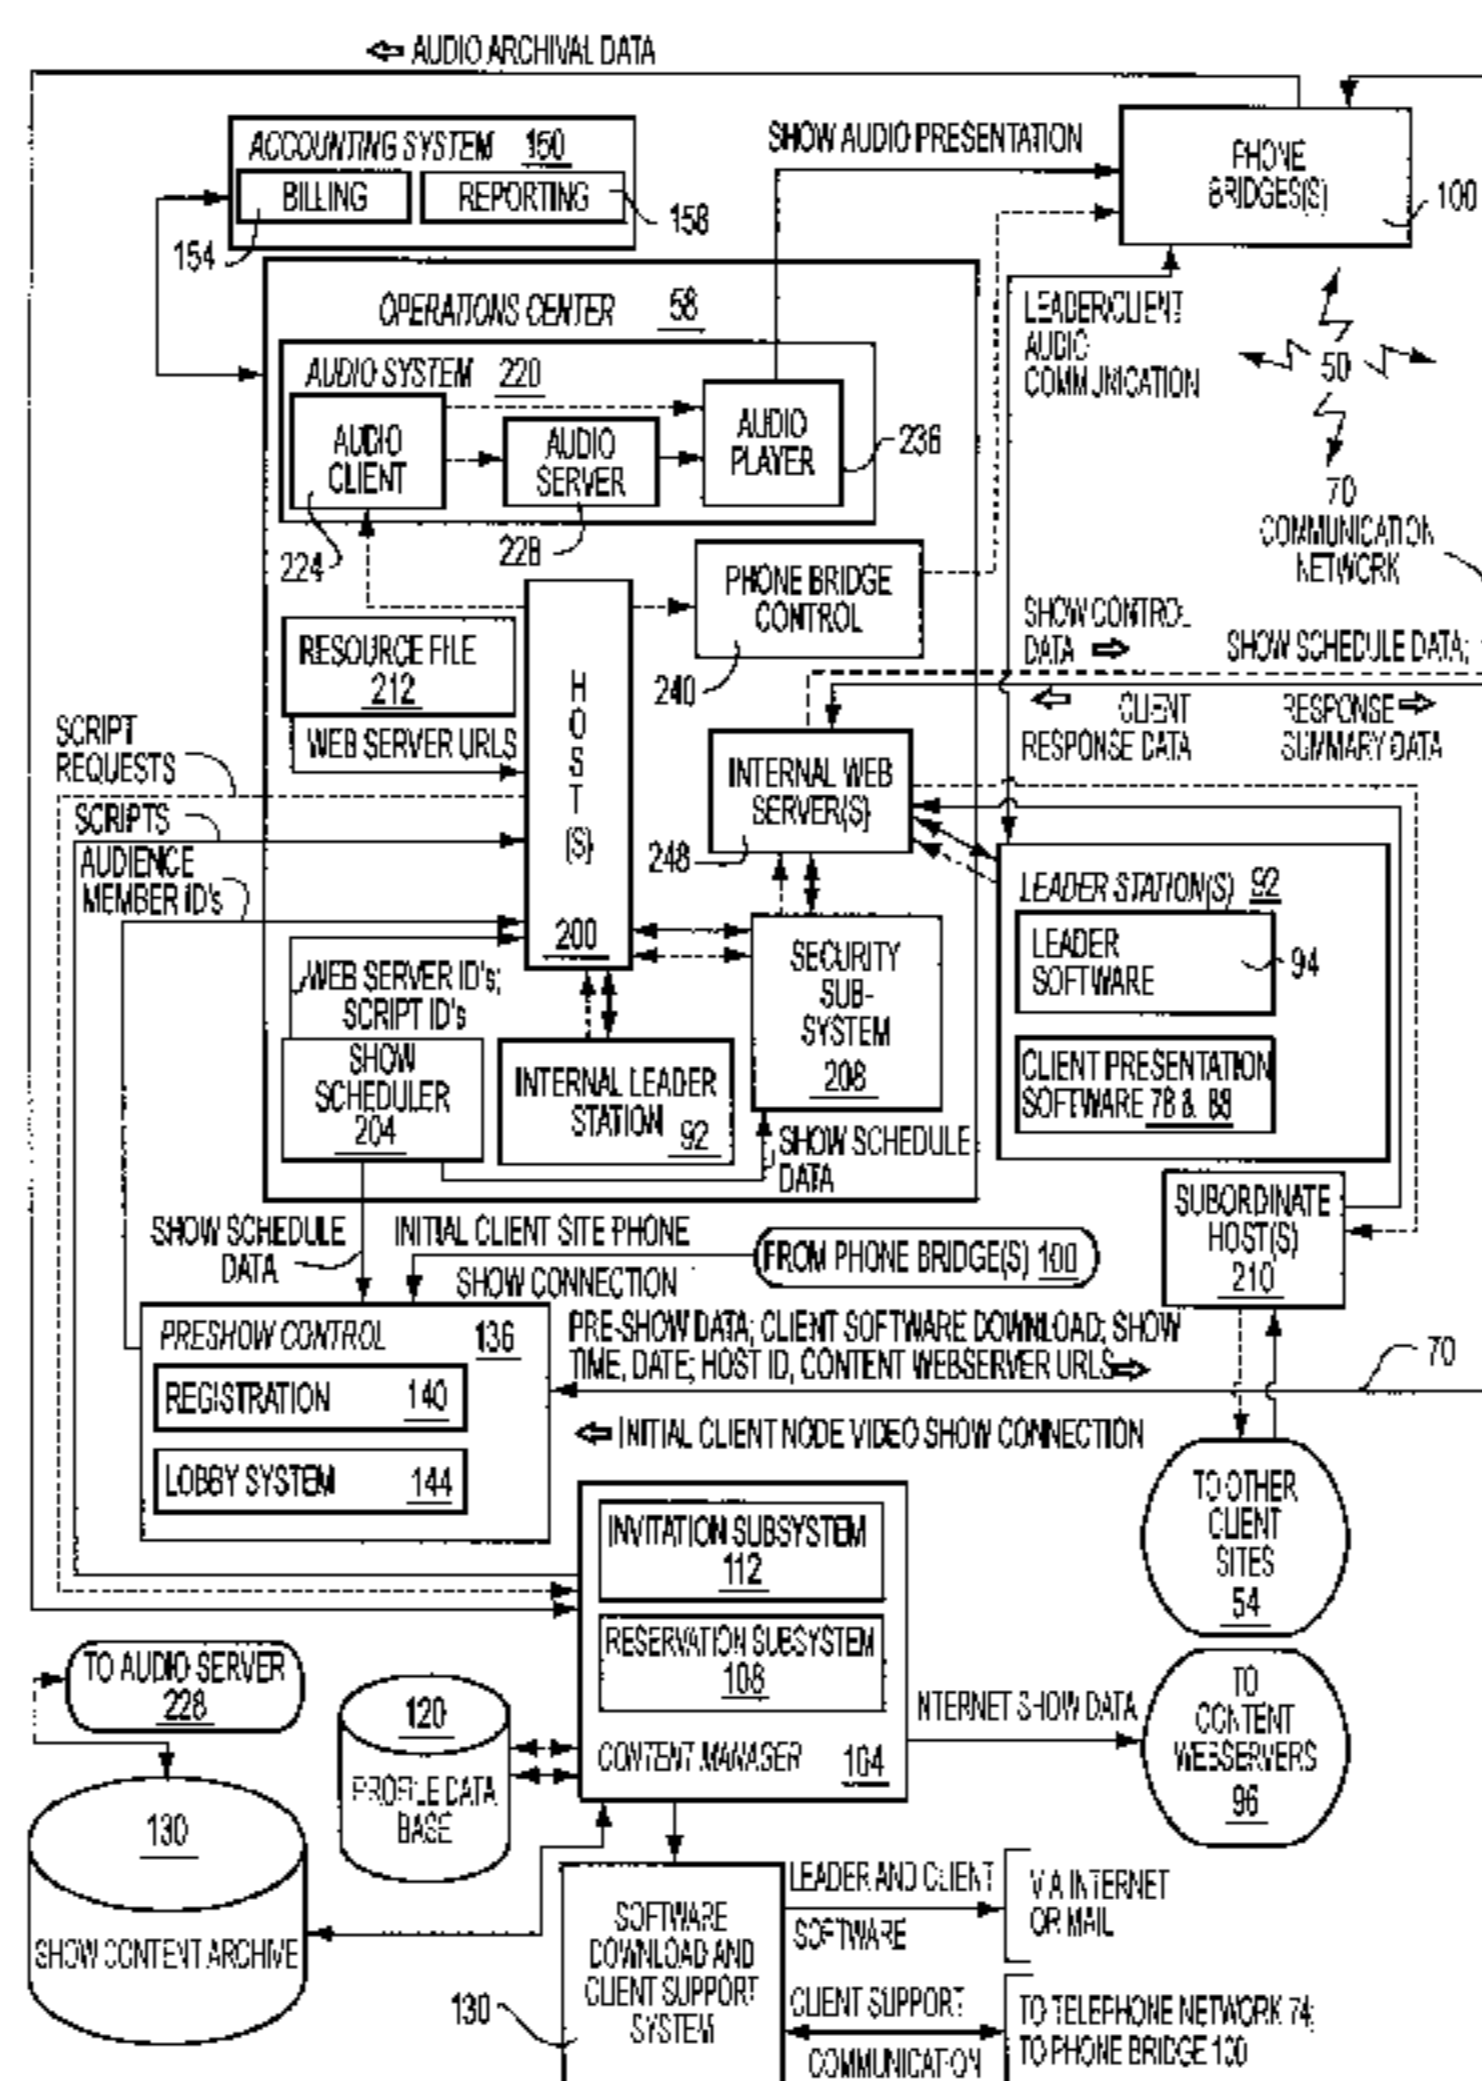 AUDIO ARCHIVAL DATA
ACCOUNTING SYSTEM 150
BILLING
REPORTING
154
158
SHOW AUDIO PRESENTATION
PHONE
BRIDGES(S)
100
OPERATIONS CENTER 58
AUDIO SYSTEM 220
AUDIO
CLIENT
AUDIO
SERVER
AUDIO
PLAYER
236
224
228
LEADER/CLIENT
AUDIO
COMMUNICATION
50
70
COMMUNICATION
NETWORK
PHONE BRIDGE
CONTROL
240
RESOURCE FILE
212
WEB SERVER URLS
H
O
S
T
(S)
200
SHOW CONTROL
DATA
SHOW SCHEDULE DATA;
CLIENT
RESPONSE DATA
RESPONSE
SUMMARY DATA
SCRIPT
REQUESTS
SCRIPTS
AUDIENCE
MEMBER ID's
INTERNAL WEB
SERVER(S)
248
LEADER STATION(S) 92
LEADER
SOFTWARE
94
CLIENT PRESENTATION
SOFTWARE 78 & 88
WEB SERVER ID's;
SCRIPT ID's
SECURITY
SUB-
SYSTEM
208
SHOW
SCHEDULER
204
INTERNAL LEADER
STATION 92
SHOW SCHEDULE
DATA
SUBORDINATE
HOST(S)
210
SHOW SCHEDULE
DATA
INITIAL CLIENT SITE PHONE
SHOW CONNECTION
FROM PHONE BRIDGE(S) 100
PRESHOW CONTROL 136
REGISTRATION 140
LOBBY SYSTEM 144
PRE-SHOW DATA; CLIENT SOFTWARE DOWNLOAD; SHOW
TIME, DATE; HOST ID, CONTENT WEBSERVER URLS
70
INITIAL CLIENT NODE VIDEO SHOW CONNECTION
TO OTHER
CLIENT
SITES
54
INVITATION SUBSYSTEM
112
RESERVATION SUBSYSTEM
108
CONTENT MANAGER 104
NTERNET SHOW DATA
TO
CONTENT
WEBSERVERS
96
TO AUDIO SERVER
228
120
PROFILE DATA
BASE
130
SHOW CONTENT ARCHIVE
SOFTWARE
DOWNLOAD AND
CLIENT SUPPORT
SYSTEM
130
LEADER AND CLIENT
SOFTWARE
VIA INTERNET
OR MAIL
CLIENT SUPPORT
COMMUNICATION
TO TELEPHONE NETWORK 74;
TO PHONE BRIDGE 100